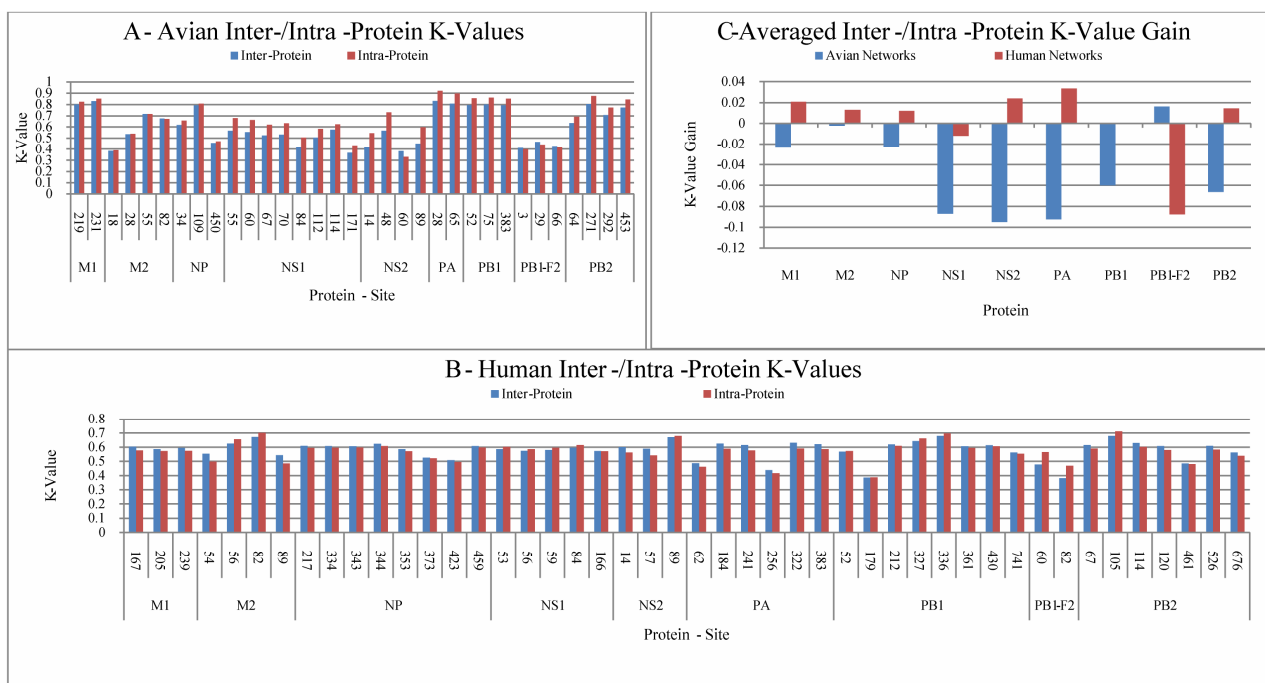 A- Avian Inter-/Intra -Protein K-Values
Inter-Protein Intra-Protein
K-Value
1
0.9
0.8
0.7
0.6
0.5
0.4
0.3
0.2
0.1
0
219 231 18 28 55 82 34 109 450 55 60 67 70 84 112 114 171 14 48 60 89 28 65 52 75 383 3 29 66 64 271 292 453
M1 M2 NP NS1 NS2 PA PB1 PB1-F2 PB2
Protein - Site
C-Averaged Inter-/Intra -Protein K-Value Gain
Avian Networks Human Networks
K-Value Gain
0.04
0.02
0
-0.02
-0.04
-0.06
-0.08
-0.1
-0.12
M1 M2 NP NS1 NS2 PA PB1 PB1-F2 PB2
Protein
B- Human Inter -/Intra -Protein K-Values
Inter-Protein Intra-Protein
K-Value
0.8
0.7
0.6
0.5
0.4
0.3
0.2
0.1
0
167 205 239 54 56 82 89 217 334 343 344 353 373 423 459 53 56 59 84 166 14 57 89 62 184 241 256 322 383 52 179 212 327 336 361 430 741 60 82 67 105 114 120 461 526 676
M1 M2 NP NS1 NS2 PA PB1 PB1-F2 PB2
Protein - Site